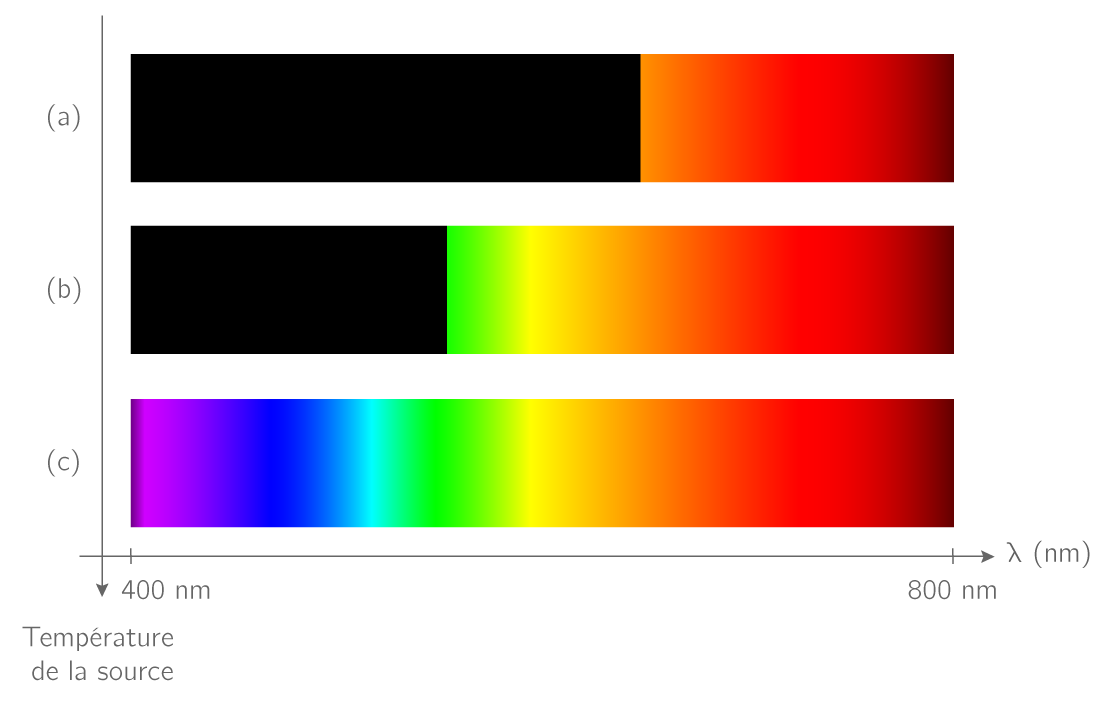 (a)
(b)
(c)
λ (nm)
400 nm
800 nm
Température
de la source